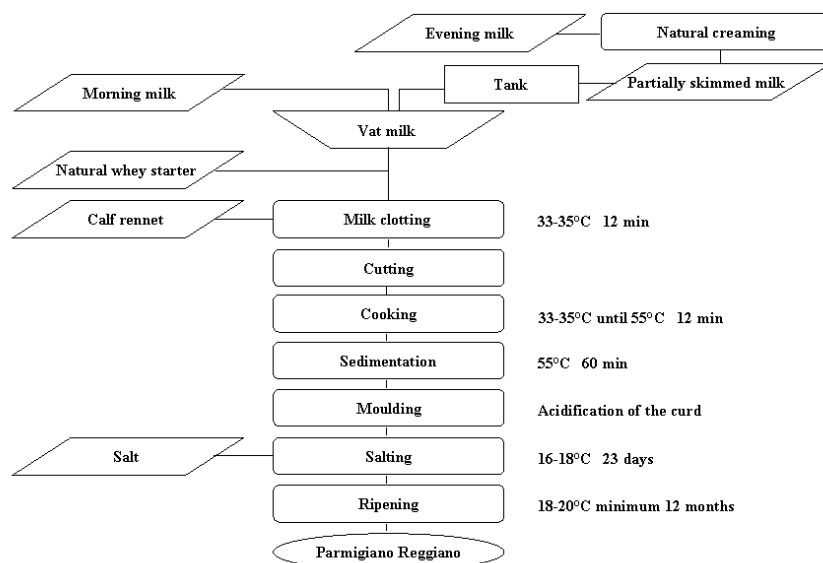 Evening milk
Natural creaming
Morning milk
Tank
Partially skimmed milk
Vat milk
Natural whey starter
Calf rennet
Milk clotting
33-35°C 12 min
Cutting
Cooking
33-35°C until 55°C 12 min
Sedimentation
55°C 60 min
Moulding
Acidification of the curd
Salt
Salting
16-18°C 23 days
Ripening
18-20°C minimum 12 months
Parmigiano Reggiano